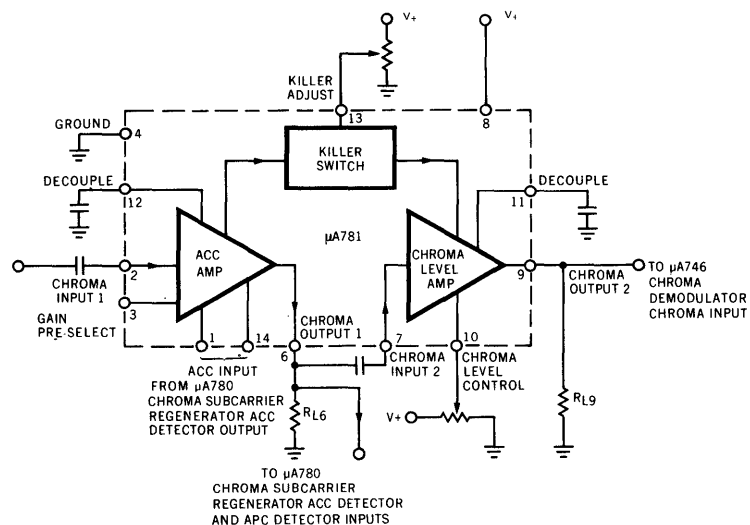 V+
V+
KILLER
ADJUST
13
8
GROUND
4
KILLER
SWITCH
DECOUPLE
12
DECOUPLE
11
µA781
ACC
AMP
CHROMA
LEVEL
AMP
CHROMA
INPUT 1
2
9
CHROMA
OUTPUT 2
TO µA746
CHROMA
DEMODULATOR
CHROMA INPUT
3
GAIN
PRE-SELECT
1
14
CHROMA
OUTPUT 1
6
7
CHROMA
INPUT 2
10
CHROMA
LEVEL
CONTROL
ACC INPUT
FROM µA780
CHROMA SUBCARRIER
REGENERATOR ACC
DETECTOR OUTPUT
RL6
V+
RL9
TO µA780
CHROMA SUBCARRIER
REGENERATOR ACC DETECTOR
AND APC DETECTOR INPUTS